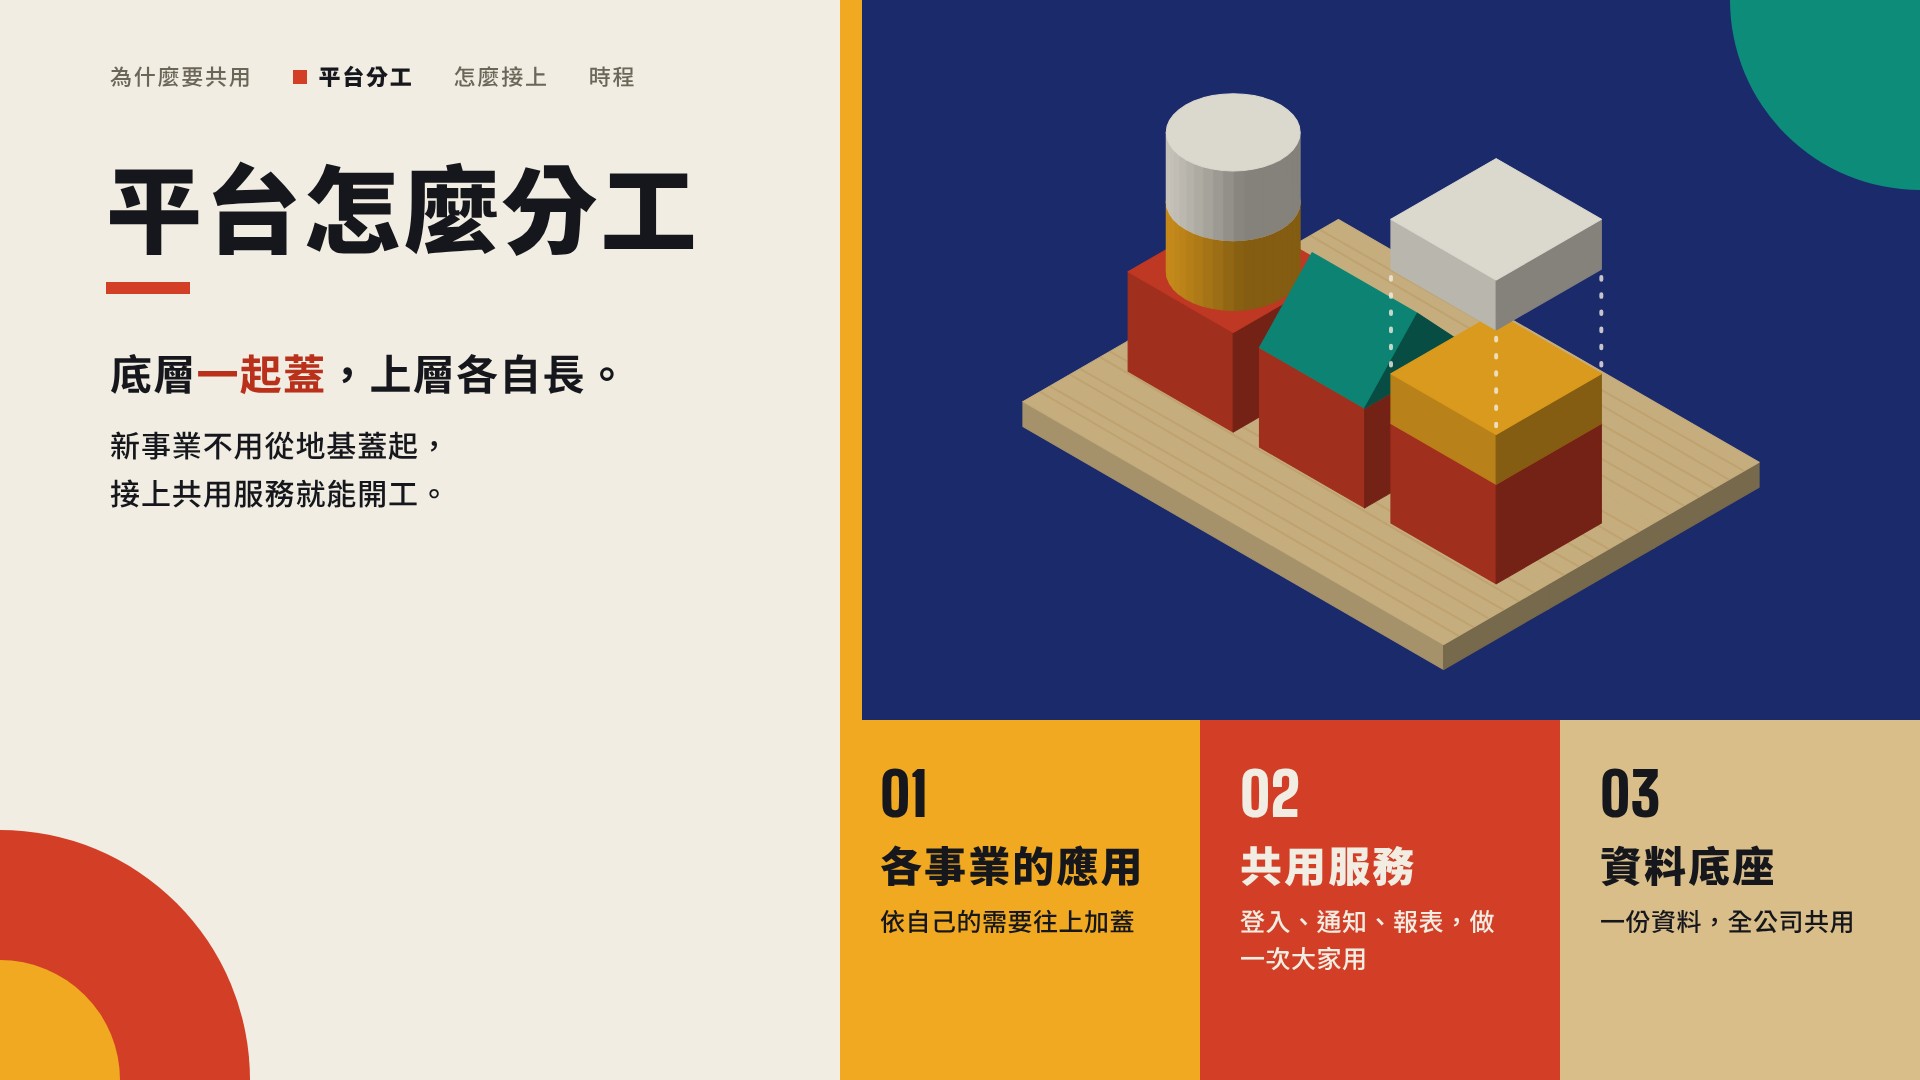 為什麼要共用 平台分工 怎麼接上 時程
平台怎麼分工
底層一起蓋，上層各自長。
新事業不用從地基蓋起，
接上共用服務就能開工。
01
各事業的應用
依自己的需要往上加蓋
02
共用服務
登入、通知、報表，做
一次大家用
03
資料底座
一份資料，全公司共用